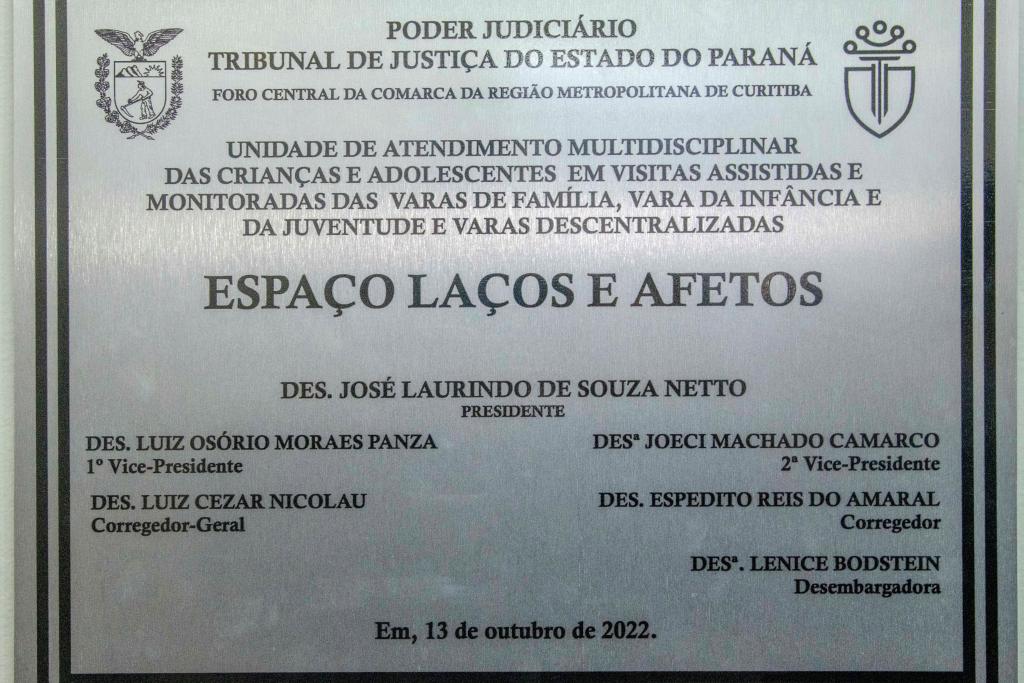 PODER JUDICIÁRIO
TRIBUNAL DE JUSTIÇA DO ESTADO DO PARANÁ
FORO CENTRAL DA COMARCA DA REGIÃO METROPOLITANA DE CURITIBA
UNIDADE DE ATENDIMENTO MULTIDISCIPLINAR
DAS CRIANÇAS E ADOLESCENTES EM VISITAS ASSISTIDAS E
MONITORADAS DAS VARAS DE FAMÍLIA, VARA DA INFÂNCIA E
DA JUVENTUDE E VARAS DESCENTRALIZADAS
ESPAÇO LAÇOS E AFETOS
DES. JOSÉ LAURINDO DE SOUZA NETTO
PRESIDENTE
DES. LUIZ OSÓRIO MORAES PANZA
1º Vice-Presidente
DESª JOECI MACHADO CAMARCO
2ª Vice-Presidente
DES. LUIZ CEZAR NICOLAU
Corregedor-Geral
DES. ESPEDITO REIS DO AMARAL
Corregedor
DESª. LENICE BODSTEIN
Desembargadora
Em, 13 de outubro de 2022.